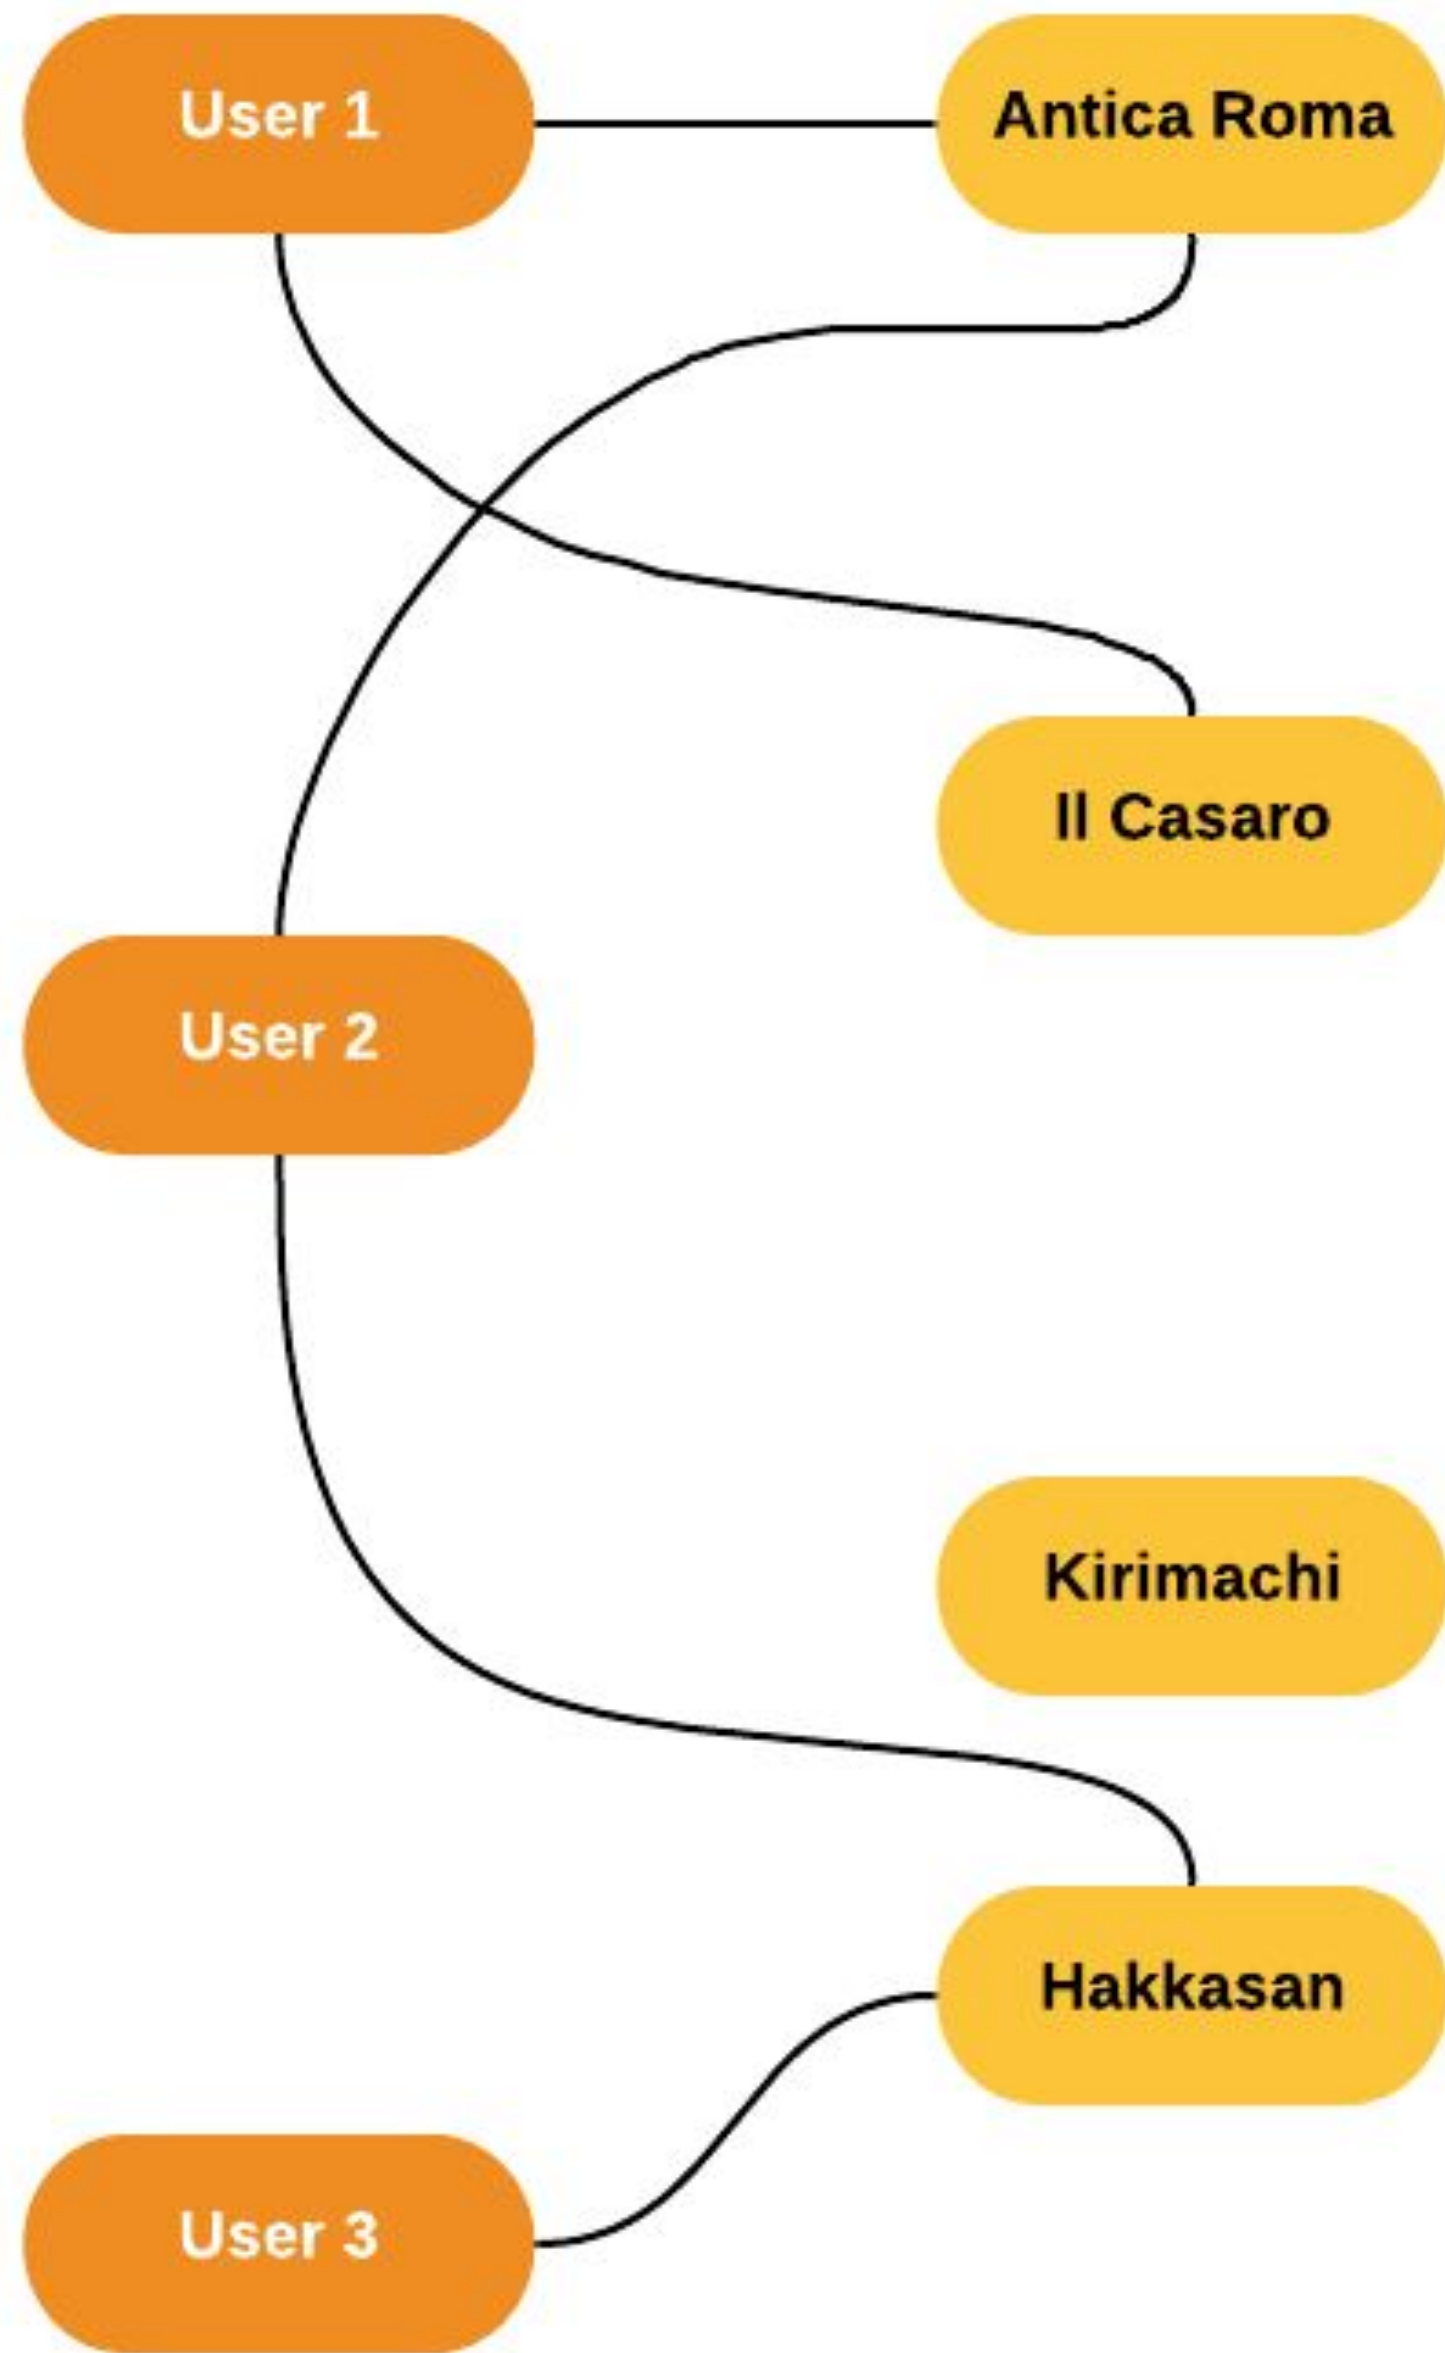 User 1
Antica Roma
Il Casaro
User 2
Kirimachi
Hakkasan
User 3